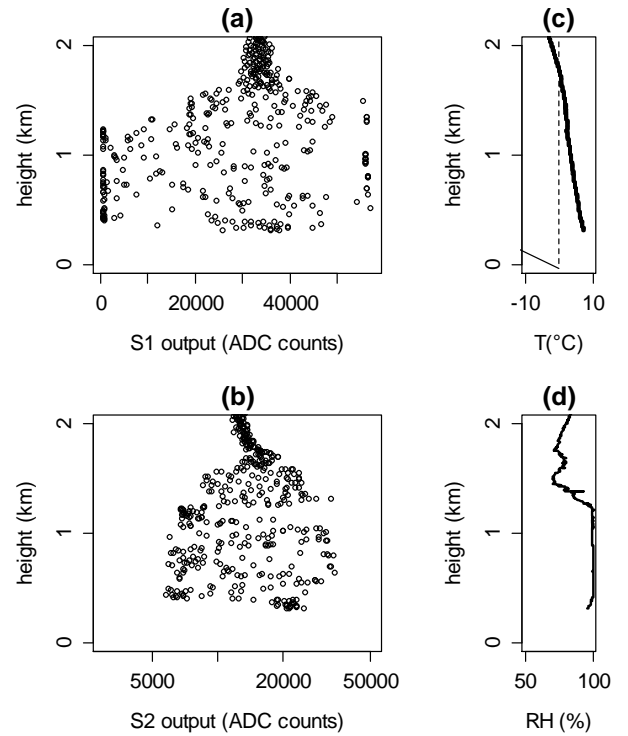 (a)
height (km)
0 1 2
0 20000 40000
S1 output (ADC counts)
(c)
height (km)
0 1 2
-10 10
T(°C)
(b)
height (km)
0 1 2
5000 20000 50000
S2 output (ADC counts)
(d)
height (km)
0 1 2
50 100
RH (%)